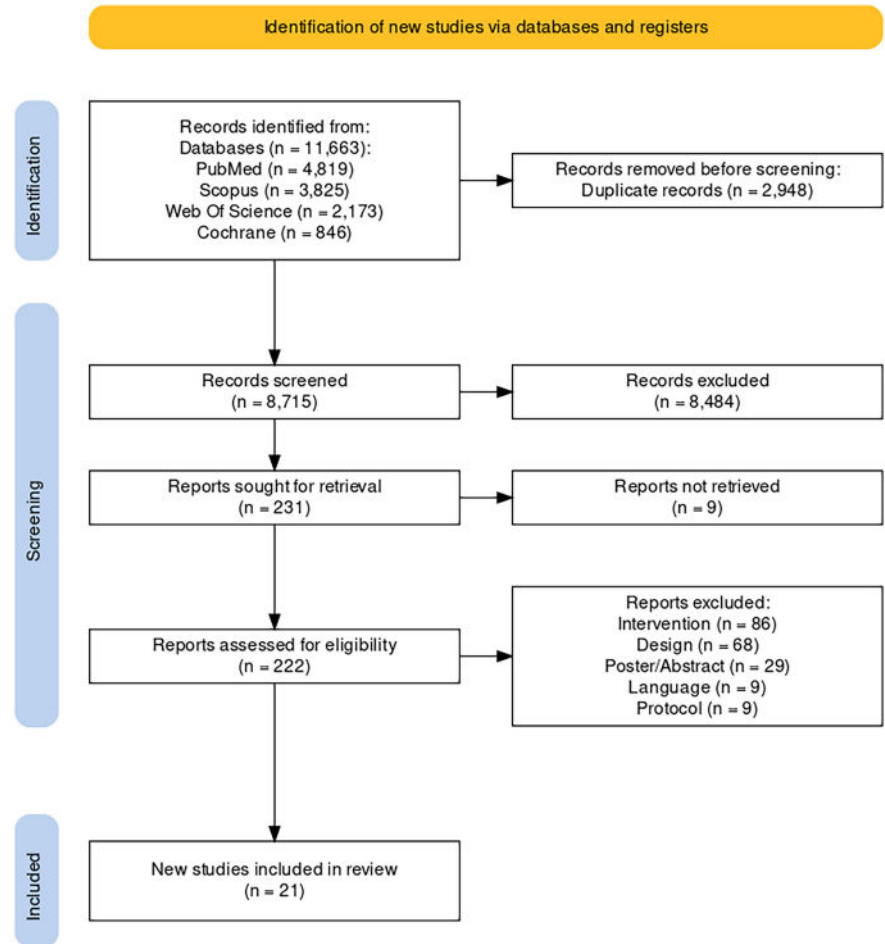 Identification of new studies via databases and registers
Identification
Records identified from:
Databases (n = 11,663):
PubMed (n = 4,819)
Scopus (n = 3,825)
Web Of Science (n = 2,173)
Cochrane (n = 846)
Records removed before screening:
Duplicate records (n = 2,948)
Screening
Records screened
(n = 8,715)
Records excluded
(n = 8,484)
Reports sought for retrieval
(n = 231)
Reports not retrieved
(n = 9)
Reports assessed for eligibility
(n = 222)
Reports excluded:
Intervention (n = 86)
Design (n = 68)
Poster/Abstract (n = 29)
Language (n = 9)
Protocol (n = 9)
Included
New studies included in review
(n = 21)